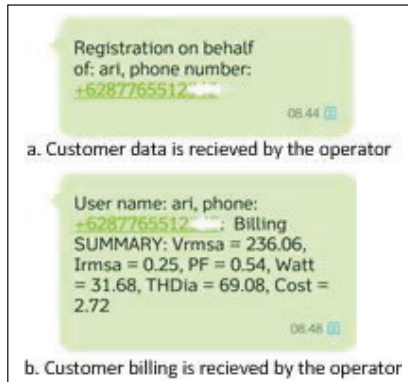 Registration on behalf
of: ari, phone number:
+6287765512
08.44
a. Customer data is recieved by the operator
User name: ari, phone:
+6287765512 : Billing
SUMMARY: Vrmsa = 236.06,
Irmsa = 0.25, PF = 0.54, Watt
= 31.68, THDia = 69.08, Cost =
2.72
08.48
b. Customer billing is recieved by the operator